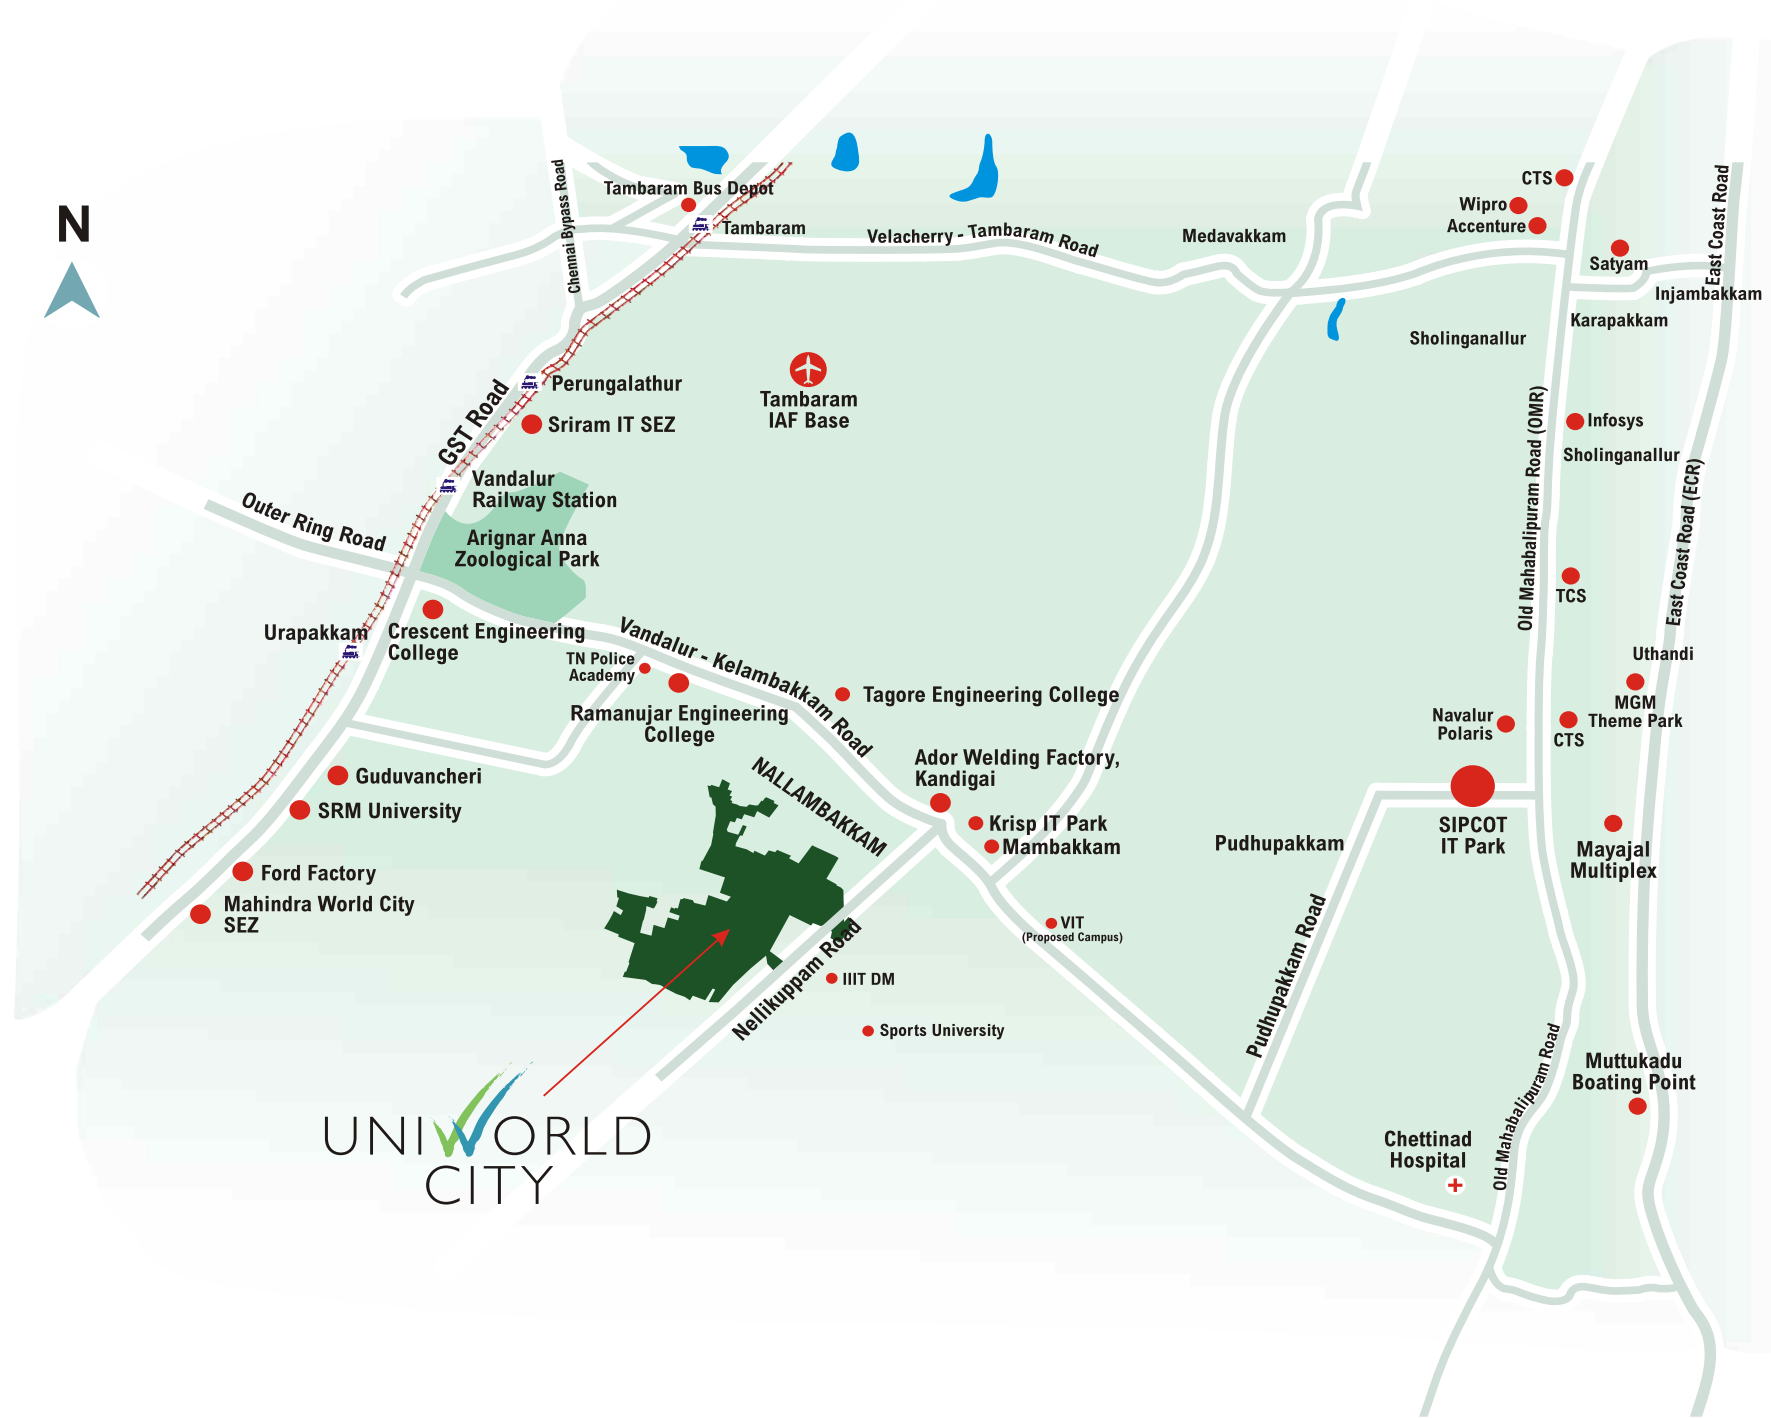 N
Chennai Bypass Road
Tambaram Bus Depot
Tambaram
Velacherry - Tambaram Road
Medavakkam
CTS
Wipro
Accenture
Satyam
East Coast Road
Injambakkam
Karapakkam
Sholinganallur
Perungalathur
Sriram IT SEZ
GST Road
Tambaram
IAF Base
Vandalur
Railway Station
Outer Ring Road
Arignar Anna
Zoological Park
Old Mahabalipuram Road (OMR)
Infosys
Sholinganallur
East Coast Road (ECR)
TCS
Urapakkam
Crescent Engineering
College
TN Police
Academy
Vandalur - Kelambakkam Road
Ramanujar Engineering
College
Tagore Engineering College
Uthandi
MGM
Theme Park
Navalur
Polaris
CTS
Guduvancheri
SRM University
NALLAMBAKKAM
Ador Welding Factory,
Kandigai
Krisp IT Park
Mambakkam
Pudhupakkam
SIPCOT
IT Park
Mayajal
Multiplex
Ford Factory
Mahindra World City
SEZ
VIT
(Proposed Campus)
Nellikuppam Road
IIIT DM
Sports University
Pudhupakkam Road
Old Mahabalipuram Road
Muttukadu
Boating Point
Chettinad
Hospital
UNIWORLD
CITY